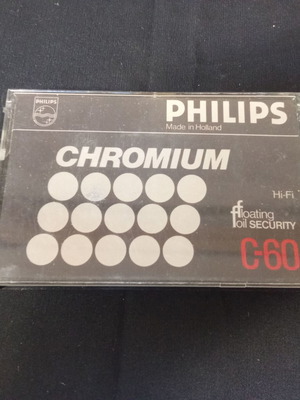 PHILIPS
PHILIPS
Made in Holland
CHROMIUM
Hi-Fi
floating
foil SECURITY
C-60